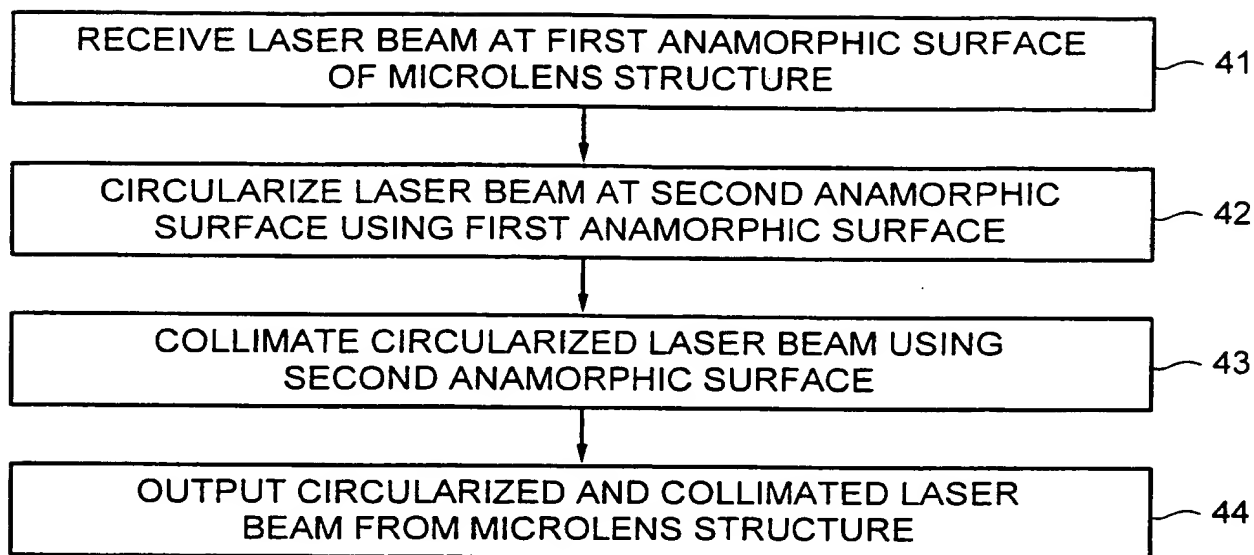 RECEIVE LASER BEAM AT FIRST ANAMORPHIC SURFACE
OF MICROLENS STRUCTURE
41
CIRCULARIZE LASER BEAM AT SECOND ANAMORPHIC
SURFACE USING FIRST ANAMORPHIC SURFACE
42
COLLIMATE CIRCULARIZED LASER BEAM USING
SECOND ANAMORPHIC SURFACE
43
OUTPUT CIRCULARIZED AND COLLIMATED LASER
BEAM FROM MICROLENS STRUCTURE
44